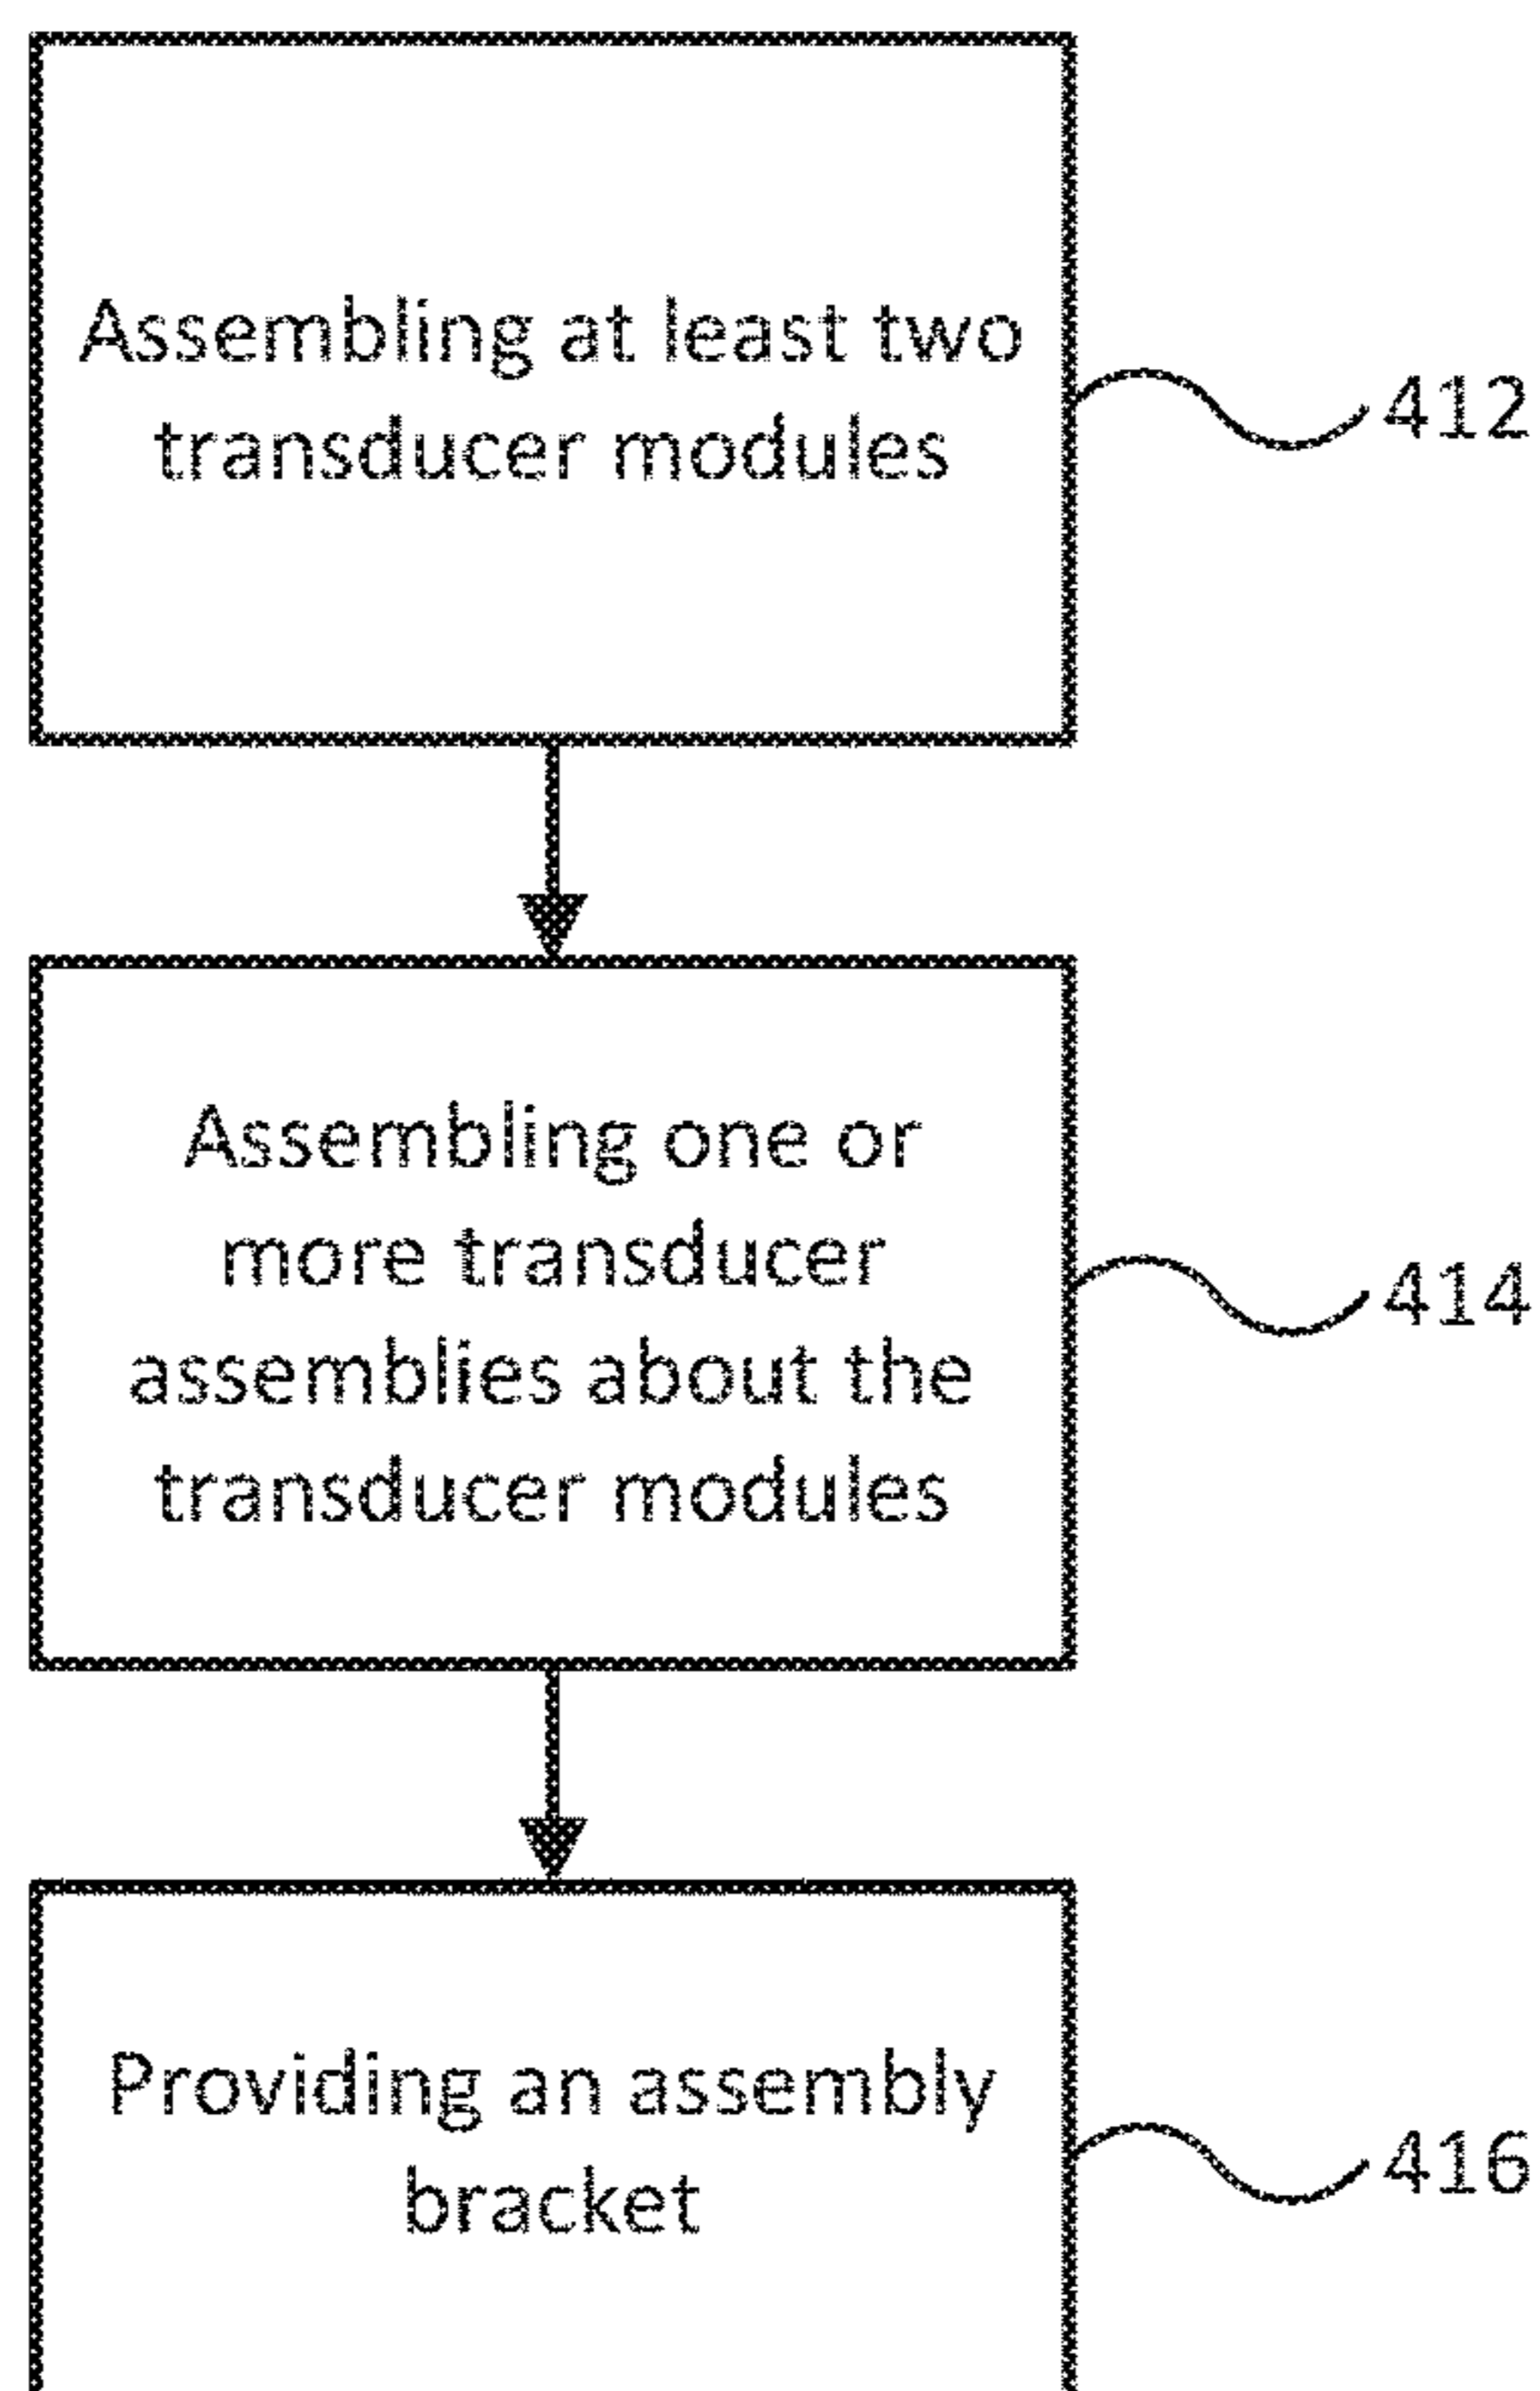 Assembling at least two
transducer modules
412
Assembling one or
more transducer
assemblies about the
transducer modules
414
Providing an assembly
bracket
416